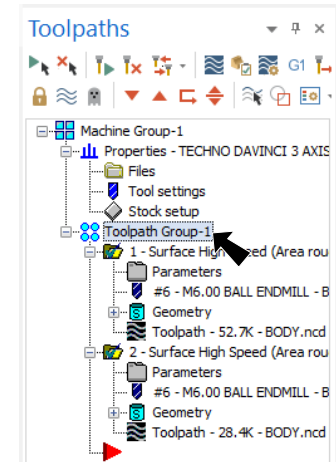 Toolpaths
G1
Machine Group-1
Properties - TECHNO DAVINCI 3 AXIS
Files
Tool settings
Stock setup
Toolpath Group-1
1 - Surface High Speed (Area rou
Parameters
#6 - M6.00 BALL ENDMILL - B
Geometry
Toolpath - 52.7K - BODY.ncd
2 - Surface High Speed (Area rou
Parameters
#6 - M6.00 BALL ENDMILL - B
Geometry
Toolpath - 28.4K - BODY.ncd